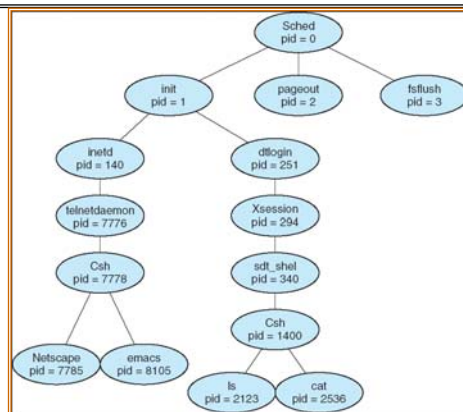 Sched
pid = 0
init
pid = 1
pageout
pid = 2
fsflush
pid = 3
inetd
pid = 140
dtlogin
pid = 251
telnetdaemon
pid = 7776
Xsession
pid = 294
Csh
pid = 7778
sdt_shel
pid = 340
Csh
pid = 1400
Netscape
pid = 7785
emacs
pid = 8105
ls
pid = 2123
cat
pid = 2536